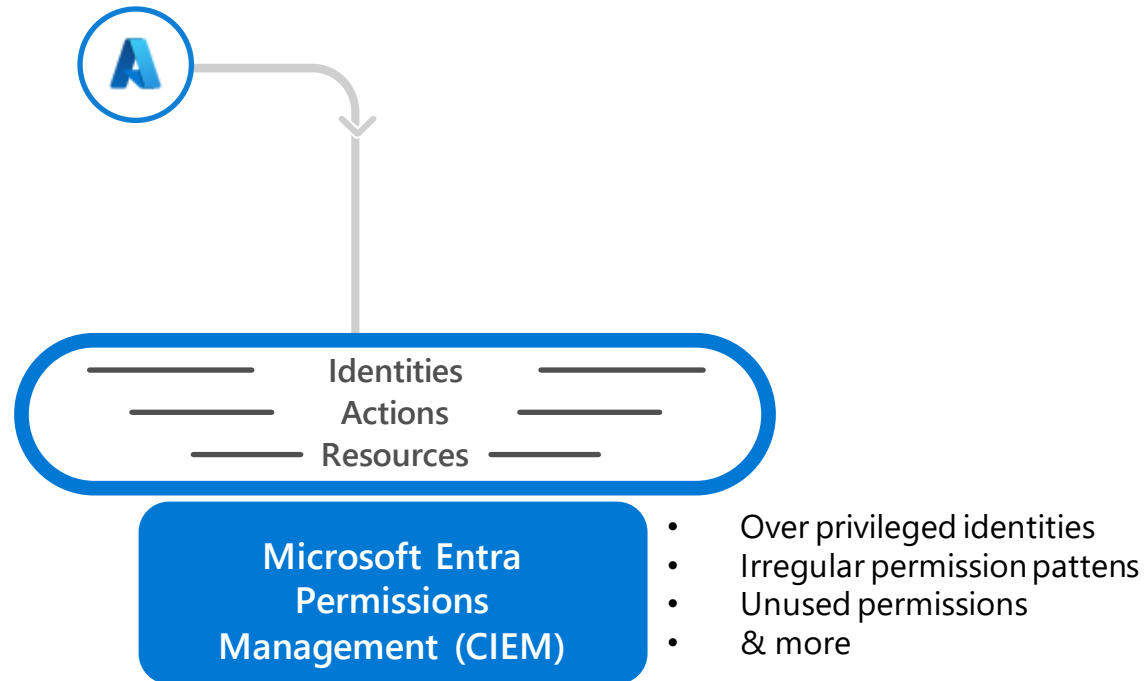 Identities
Actions
Resources
Microsoft Entra
Permissions
Management (CIEM)
• Over privileged identities
• Irregular permission pattens
• Unused permissions
• & more